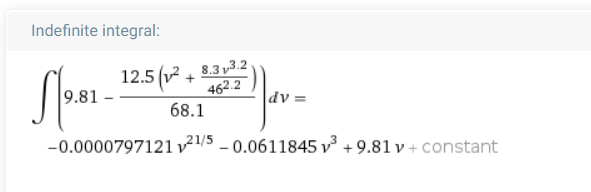 Indefinite integral:
∫(9.81 − (12.5 (v² + (8.3 v^3.2)/(46^2.2)))/68.1) dv =
−0.0000797121 v^(21/5) − 0.0611845 v³ + 9.81 v + constant